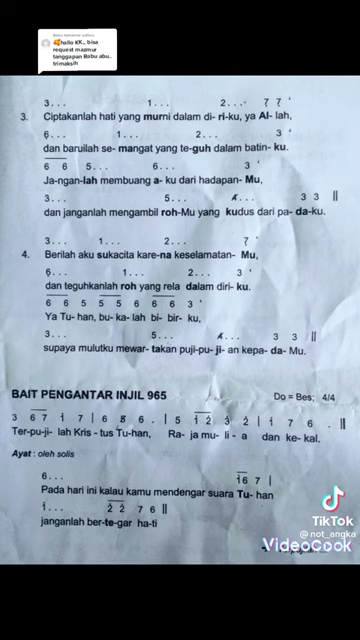 🥰hallo KK., bisa
request mazmur
tanggapan Rabu abu..
trimaksih
3. . . 1. . . 2. . .- 7 7 '
3. Ciptakanlah hati yang murni dalam di- ri-ku, ya Al- lah,
6. . . 1. . . 2. . . 3 '
dan baruilah se- mangat yang te-guh dalam batin- ku.
6 6 5. . . 6. . . 3 '
Ja-ngan-lah membuang a- ku dari hadapan- Mu,
3. . . 5. . . 4. . . 3 3 ||
dan janganlah mengambil roh-Mu yang kudus dari pa- da-ku.
3. . . 1. . . 2. . . 7 '
4. Berilah aku sukacita kare-na keselamatan- Mu,
6. . . 1. . . 2. . . 3 '
dan teguhkanlah roh yang rela dalam diri- ku.
6 6 5 5 5 6 6 6 3 '
Ya Tu- han, bu- ka- lah bi- bir- ku,
3. . . 5. . . 4. . . 3 3 ||
supaya mulutku mewar- takan puji-pu- ji- an kepa- da- Mu.
BAIT PENGANTAR INJIL 965 Do = Bes; 4/4
3 6 7 1 7 | 6 5 6 . | 5 1 2 3 2 | 1 7 6 . ||
Ter-pu-ji- lah Kris - tus Tu-han, Ra- ja mu- li - a dan ke- kal.
Ayat : oleh solis
6. . . 1 6 7 |
Pada hari ini kalau kamu mendengar suara Tu- han
1. . . 2 2 7 6 ||
janganlah ber-te-gar ha-ti
TikTok
@not_angka
VideoCook